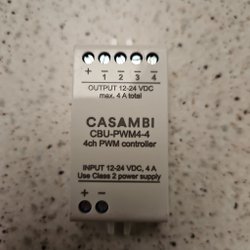 + − − − −
1 2 3 4
OUTPUT 12-24 VDC
max. 4 A total
CASAMBI
CBU-PWM4-4
4ch PWM controller
INPUT 12-24 VDC, 4 A
Use Class 2 power supply
+ −